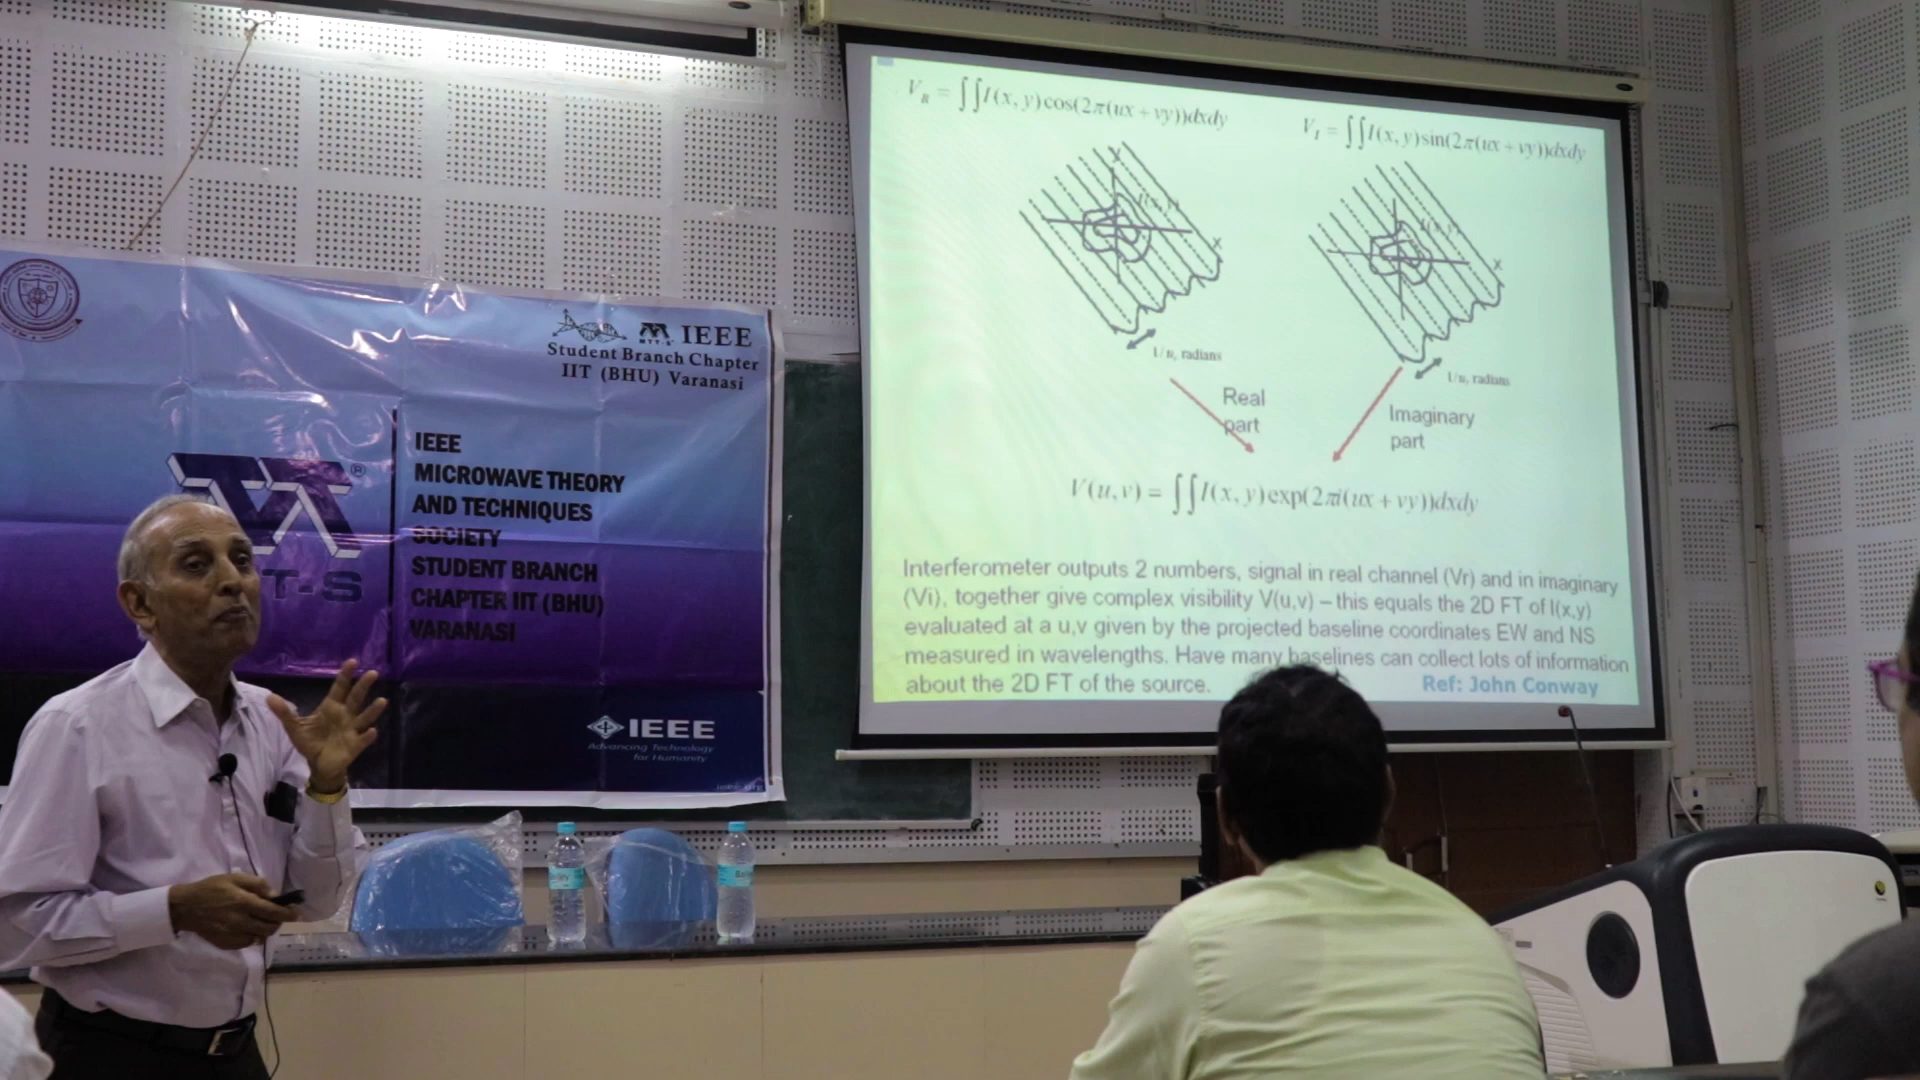 IEEE
Student Branch Chapter
IIT (BHU) Varanasi
IEEE
MICROWAVE THEORY
AND TECHNIQUES
SOCIETY
STUDENT BRANCH
CHAPTER IIT (BHU)
VARANASI
T-S
®
IEEE
Advancing Technology
for Humanity
V_R = ∫∫I(x, y)cos(2π(ux + vy))dxdy
V_I = ∫∫I(x, y)sin(2π(ux + vy))dxdy
Y
I(x, y)
X
I(x, y)
X
radians
radians
Real
part
Imaginary
part
V(u,v) = ∫∫I(x, y)exp(2πi(ux + vy))dxdy
Interferometer outputs 2 numbers, signal in real channel (Vr) and in imaginary
(Vi), together give complex visibility V(u,v) – this equals the 2D FT of I(x,y)
evaluated at a u,v given by the projected baseline coordinates EW and NS
measured in wavelengths. Have many baselines can collect lots of information
about the 2D FT of the source.
Ref: John Conway